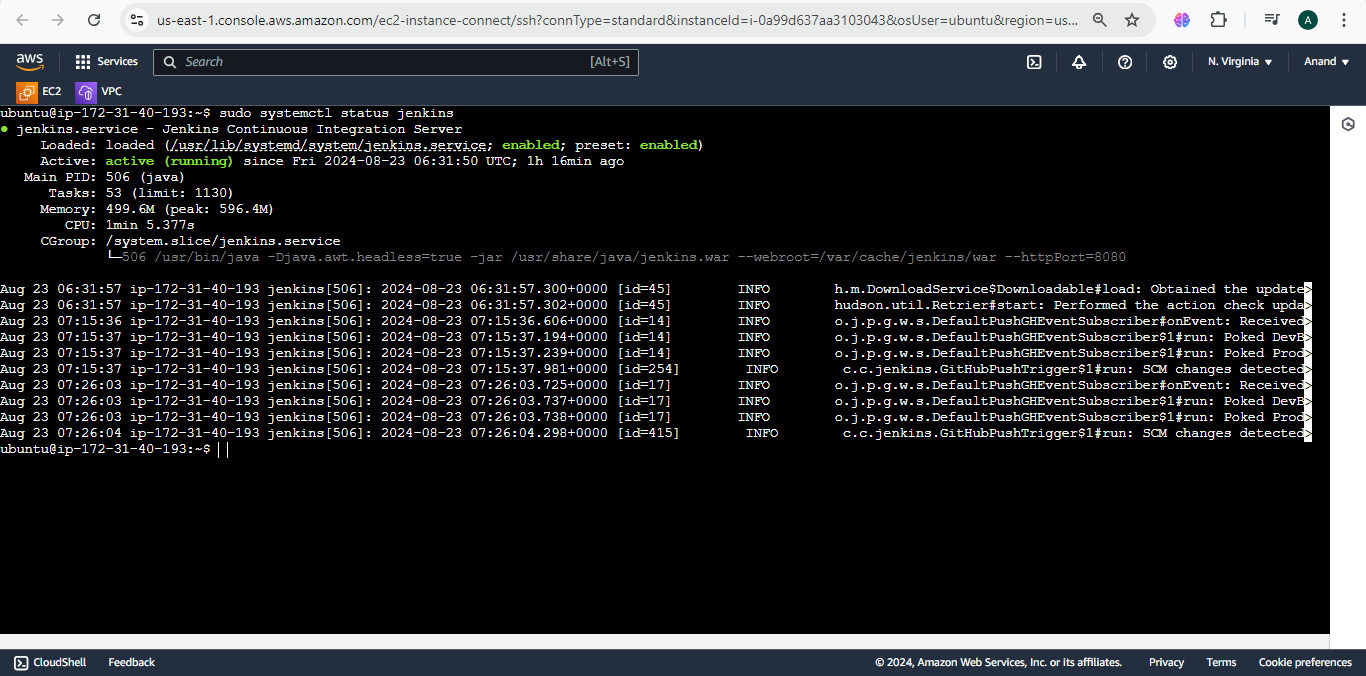 us-east-1.console.aws.amazon.com/ec2-instance-connect/ssh?connType=standard&instanceId=i-0a99d637aa3103043&osUser=ubuntu&region=us...
A
aws
Services
Search
[Alt+S]
N. Virginia
Anand
EC2
VPC
ubuntu@ip-172-31-40-193:~$ sudo systemctl status jenkins
● jenkins.service - Jenkins Continuous Integration Server
Loaded: loaded (/usr/lib/systemd/system/jenkins.service; enabled; preset: enabled)
Active: active (running) since Fri 2024-08-23 06:31:50 UTC; 1h 16min ago
Main PID: 506 (java)
Tasks: 53 (limit: 1130)
Memory: 499.6M (peak: 596.4M)
CPU: 1min 5.377s
CGroup: /system.slice/jenkins.service
└─506 /usr/bin/java -Djava.awt.headless=true -jar /usr/share/java/jenkins.war --webroot=/var/cache/jenkins/war --httpPort=8080
Aug 23 06:31:57 ip-172-31-40-193 jenkins[506]: 2024-08-23 06:31:57.300+0000 [id=45] INFO h.m.DownloadService$Downloadable#load: Obtained the update>
Aug 23 06:31:57 ip-172-31-40-193 jenkins[506]: 2024-08-23 06:31:57.302+0000 [id=45] INFO hudson.util.Retrier#start: Performed the action check upda>
Aug 23 07:15:36 ip-172-31-40-193 jenkins[506]: 2024-08-23 07:15:36.606+0000 [id=14] INFO o.j.p.g.w.s.DefaultPushGHEventSubscriber#onEvent: Received>
Aug 23 07:15:37 ip-172-31-40-193 jenkins[506]: 2024-08-23 07:15:37.194+0000 [id=14] INFO o.j.p.g.w.s.DefaultPushGHEventSubscriber$1#run: Poked DevB>
Aug 23 07:15:37 ip-172-31-40-193 jenkins[506]: 2024-08-23 07:15:37.239+0000 [id=14] INFO o.j.p.g.w.s.DefaultPushGHEventSubscriber$1#run: Poked Prod>
Aug 23 07:15:37 ip-172-31-40-193 jenkins[506]: 2024-08-23 07:15:37.981+0000 [id=254] INFO c.c.jenkins.GitHubPushTrigger$1#run: SCM changes detected>
Aug 23 07:26:03 ip-172-31-40-193 jenkins[506]: 2024-08-23 07:26:03.725+0000 [id=17] INFO o.j.p.g.w.s.DefaultPushGHEventSubscriber#onEvent: Received>
Aug 23 07:26:03 ip-172-31-40-193 jenkins[506]: 2024-08-23 07:26:03.737+0000 [id=17] INFO o.j.p.g.w.s.DefaultPushGHEventSubscriber$1#run: Poked DevB>
Aug 23 07:26:03 ip-172-31-40-193 jenkins[506]: 2024-08-23 07:26:03.738+0000 [id=17] INFO o.j.p.g.w.s.DefaultPushGHEventSubscriber$1#run: Poked Prod>
Aug 23 07:26:04 ip-172-31-40-193 jenkins[506]: 2024-08-23 07:26:04.298+0000 [id=415] INFO c.c.jenkins.GitHubPushTrigger$1#run: SCM changes detected>
ubuntu@ip-172-31-40-193:~$
CloudShell
Feedback
© 2024, Amazon Web Services, Inc. or its affiliates.
Privacy
Terms
Cookie preferences